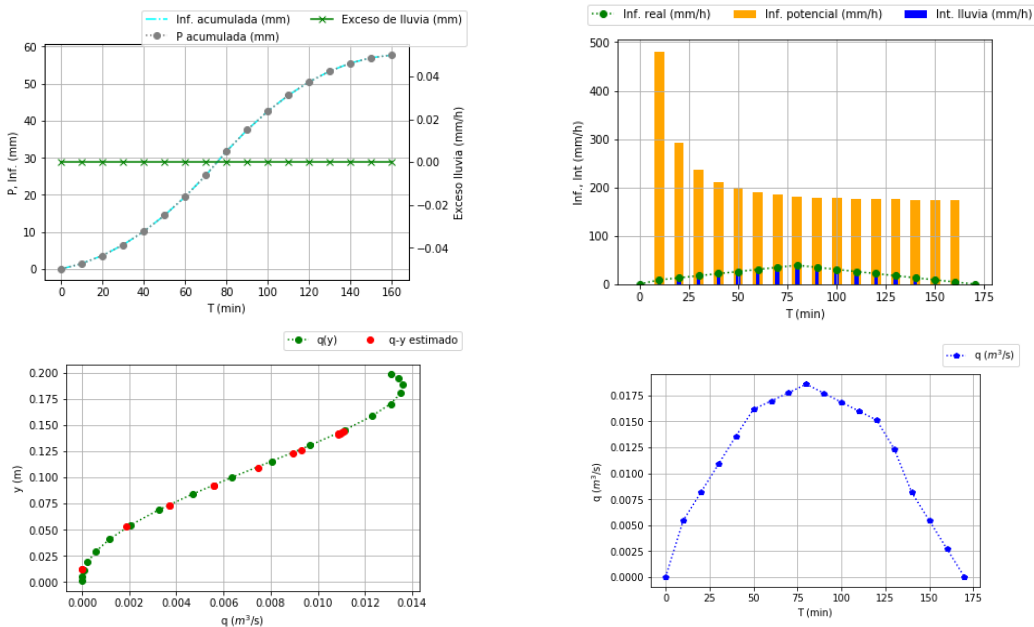 Inf. acumulada (mm)
P acumulada (mm)
Exceso de lluvia (mm)
60
50
40
30
20
10
0
P, Inf. (mm)
0.04
0.02
0.00
−0.02
−0.04
Exceso lluvia (mm/h)
0 20 40 60 80 100 120 140 160
T (min)
Inf. real (mm/h)
Inf. potencial (mm/h)
Int. lluvia (mm/h)
500
400
300
200
100
0
Inf., Int (mm/h)
0 25 50 75 100 125 150 175
T (min)
q(y)
q-y estimado
0.200
0.175
0.150
0.125
0.100
0.075
0.050
0.025
0.000
y (m)
0.000 0.002 0.004 0.006 0.008 0.010 0.012 0.014
q (m³/s)
q (m³/s)
0.0175
0.0150
0.0125
0.0100
0.0075
0.0050
0.0025
0.0000
q (m³/s)
0 25 50 75 100 125 150 175
T (min)